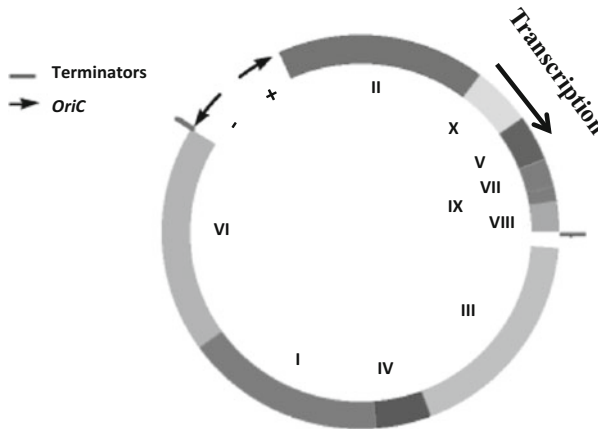 Terminators
OriC
Transcription
+
-
II
X
V
VII
IX
VIII
VI
III
I
IV